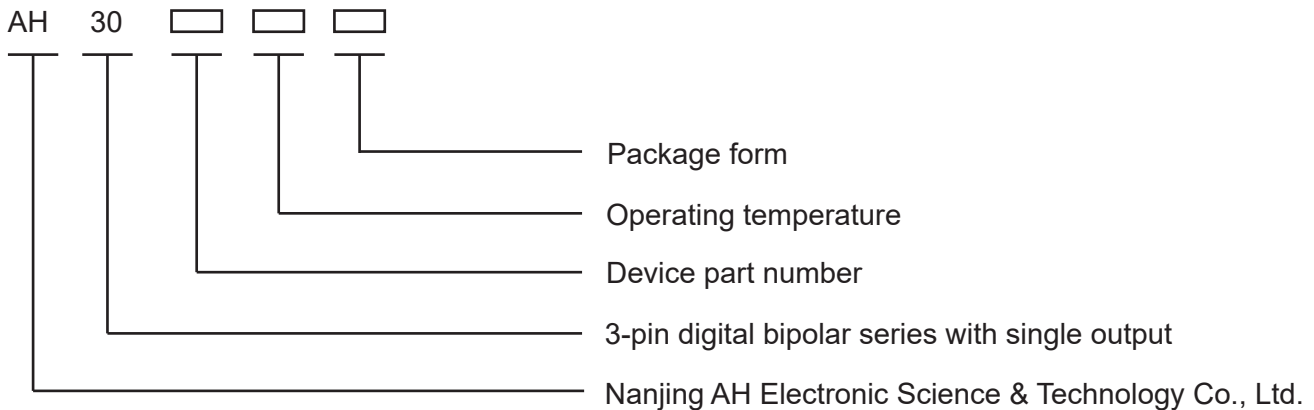 AH 30
Package form
Operating temperature
Device part number
3-pin digital bipolar series with single output
Nanjing AH Electronic Science & Technology Co., Ltd.